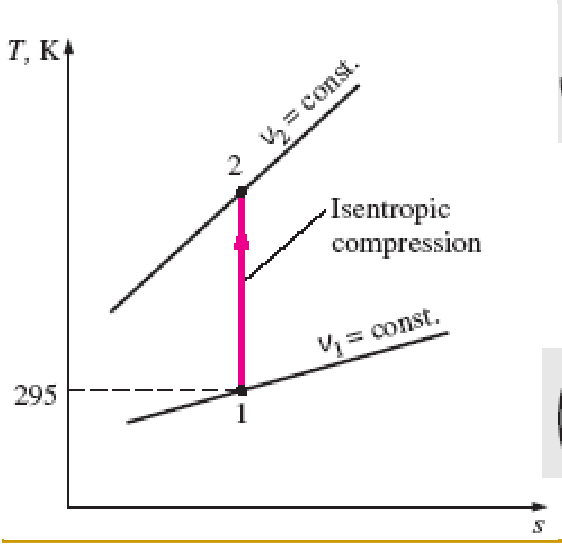 T, K
v₂ = const.
2
Isentropic
compression
v₁ = const.
295
1
s